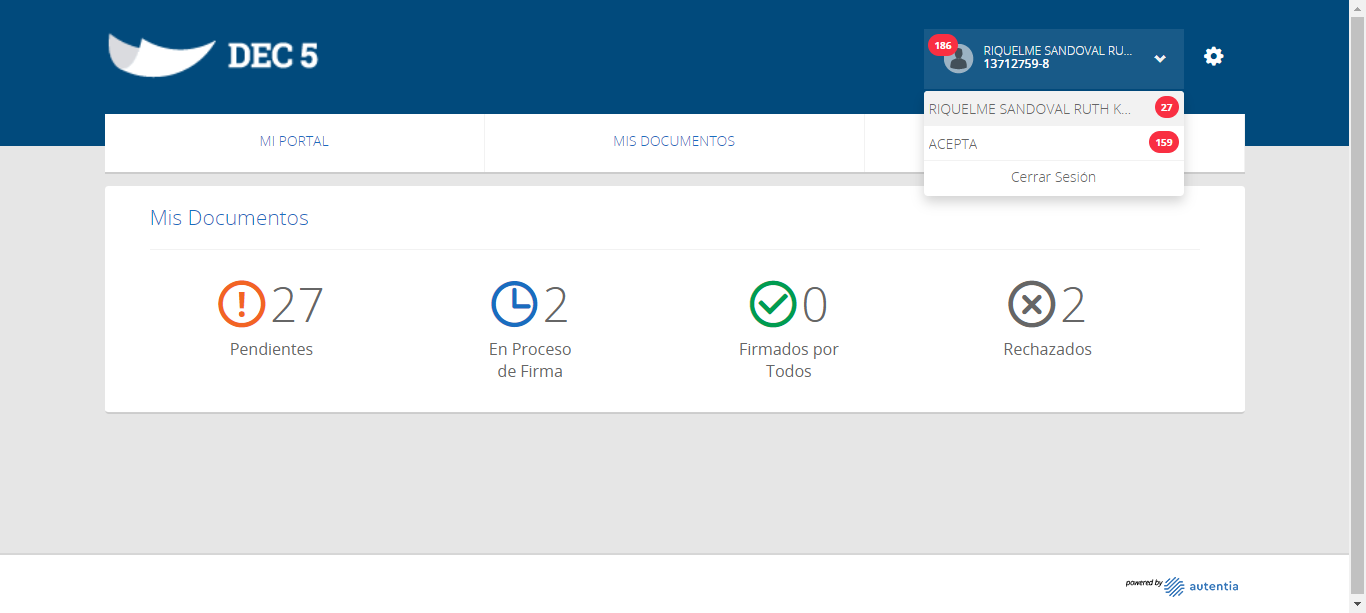 DEC 5
186
RIQUELME SANDOVAL RU...
13712759-8
RIQUELME SANDOVAL RUTH K...
27
ACEPTA
159
Cerrar Sesión
MI PORTAL
MIS DOCUMENTOS
Mis Documentos
27
Pendientes
2
En Proceso
de Firma
0
Firmados por
Todos
2
Rechazados
powered by
autentia